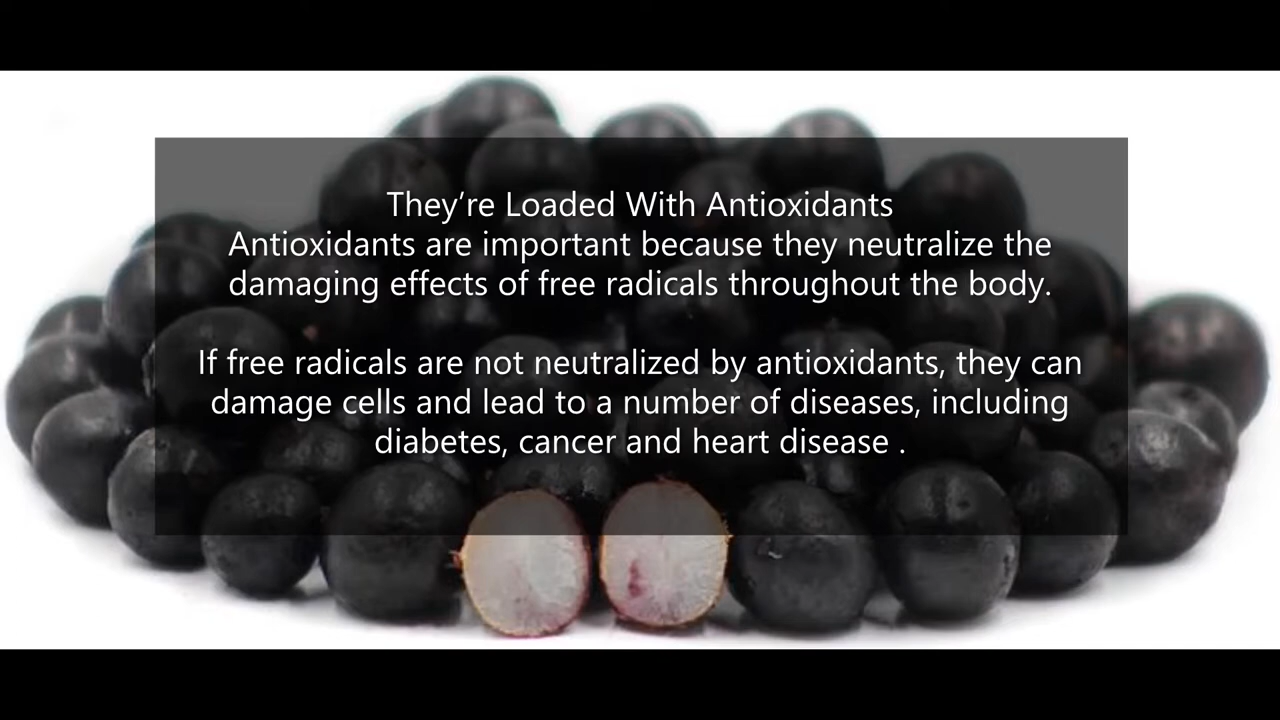 They’re Loaded With Antioxidants
Antioxidants are important because they neutralize the
damaging effects of free radicals throughout the body.
If free radicals are not neutralized by antioxidants, they can
damage cells and lead to a number of diseases, including
diabetes, cancer and heart disease .